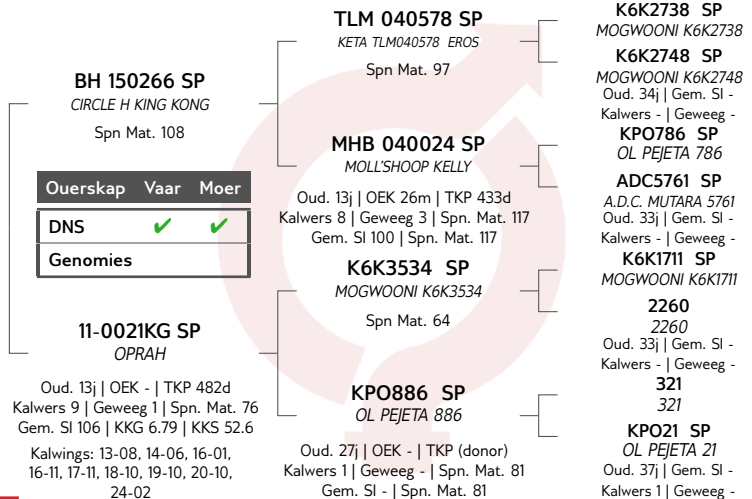 BH 150266 SP
CIRCLE H KING KONG
Spn Mat. 108
Ouerskap Vaar Moer
DNS ✔ ✔
Genomies
11-0021KG SP
OPRAH
Oud. 13j | OEK - | TKP 482d
Kalwers 9 | Geweeg 1 | Spn. Mat. 76
Gem. SI 106 | KKG 6.79 | KKS 52.6
Kalwings: 13-08, 14-06, 16-01,
16-11, 17-11, 18-10, 19-10, 20-10,
24-02
TLM 040578 SP
KETA TLM040578 EROS
Spn Mat. 97
MHB 040024 SP
MOLL'SHOOP KELLY
Oud. 13j | OEK 26m | TKP 433d
Kalwers 8 | Geweeg 3 | Spn. Mat. 117
Gem. SI 100 | Spn. Mat. 117
K6K3534 SP
MOGWOONI K6K3534
Spn Mat. 64
KPO886 SP
OL PEJETA 886
Oud. 27j | OEK - | TKP (donor)
Kalwers 1 | Geweeg - | Spn. Mat. 81
Gem. SI - | Spn. Mat. 81
K6K2738 SP
MOGWOONI K6K2738
K6K2748 SP
MOGWOONI K6K2748
Oud. 34j | Gem. SI -
Kalwers - | Geweeg -
KPO786 SP
OL PEJETA 786
ADC5761 SP
A.D.C. MUTARA 5761
Oud. 33j | Gem. SI -
Kalwers - | Geweeg -
K6K1711 SP
MOGWOONI K6K1711
2260
2260
Oud. 33j | Gem. SI -
Kalwers - | Geweeg -
321
321
KPO21 SP
OL PEJETA 21
Oud. 37j | Gem. SI -
Kalwers 1 | Geweeg -